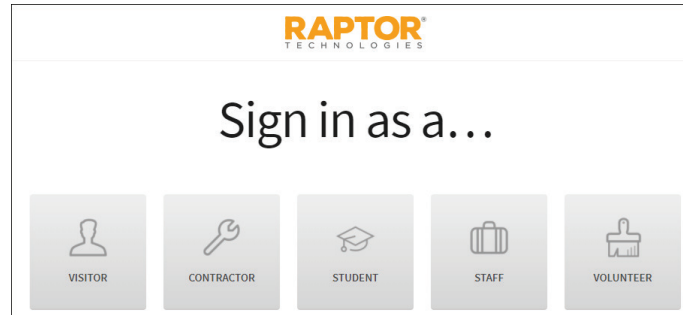 RAPTOR®
TECHNOLOGIES
Sign in as a…
VISITOR CONTRACTOR STUDENT STAFF VOLUNTEER